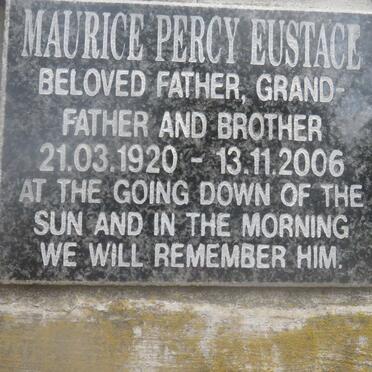 MAURICE PERCY EUSTACE
BELOVED FATHER, GRAND-
FATHER AND BROTHER
21.03.1920 - 13.11.2006
AT THE GOING DOWN OF THE
SUN AND IN THE MORNING
WE WILL REMEMBER HIM.